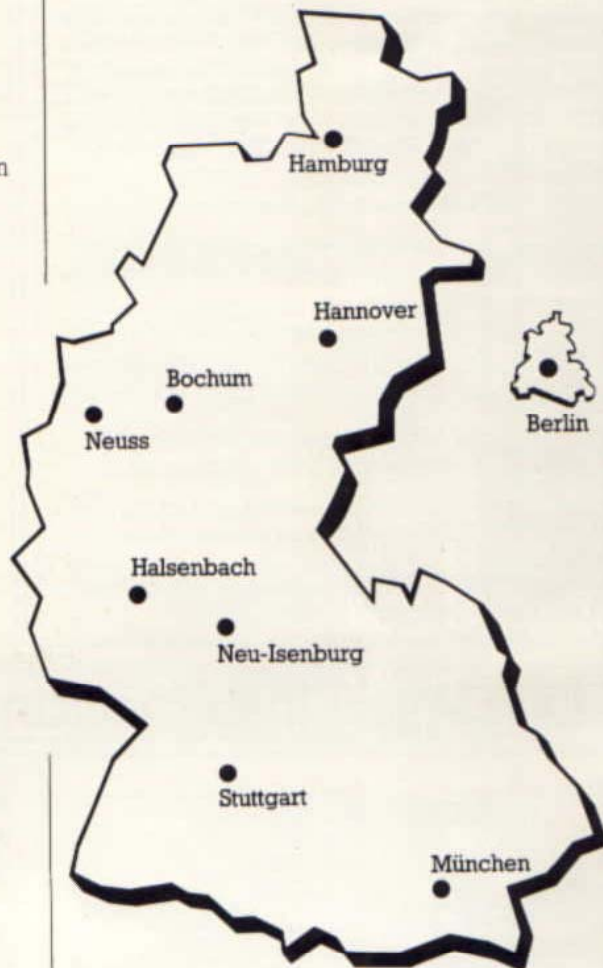 Hamburg
Hannover
Bochum
Neuss
Berlin
Halsenbach
Neu-Isenburg
Stuttgart
München